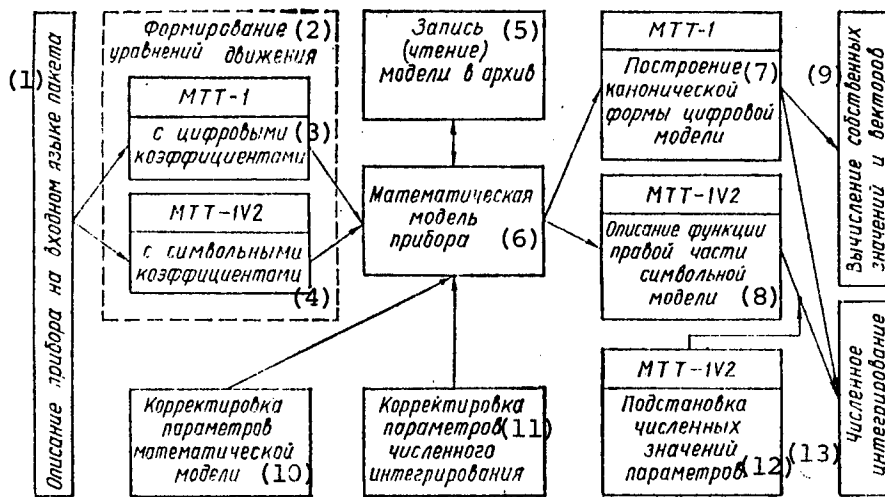 (1)
Описание прибора на входном языке пакета
Формирование (2)
уравнений движения
МТТ-1
с цифровыми (3)
коэффициентами
МТТ-1V2
с символьными
коэффициентами
(4)
Запись (5)
(чтение)
модели в архив
Математическая
модель
прибора (6)
МТТ-1
Построение (7)
канонической
формы цифровой
модели
МТТ-1V2
Описание функции
правой части
символьной
модели (8)
(9)
Вычисление собственных
значений и векторов
Корректировка
параметров
математической
модели (10)
Корректировка
параметров (11)
численного
интегрирования
МТТ-1V2
Подстановка
численных
значений
параметров (12)
(13)
Численное
интегрирование